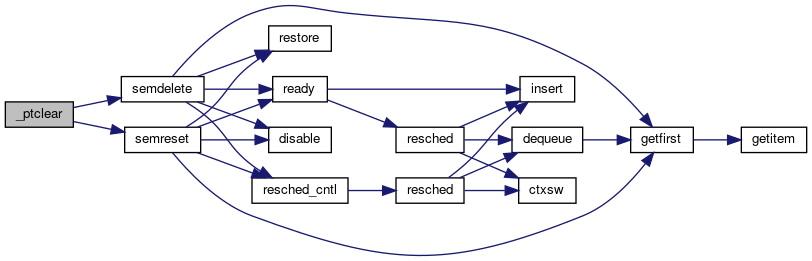 _ptclear
semdelete
semreset
restore
ready
disable
resched_cntl
resched
resched
insert
dequeue
ctxsw
getfirst
getitem